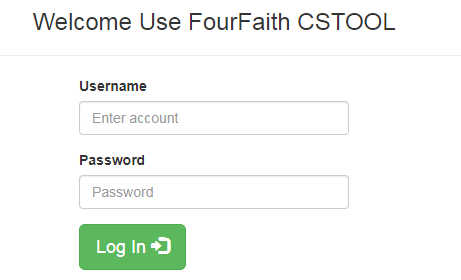 Welcome Use FourFaith CSTOOL
Username
Enter account
Password
Password
Log In